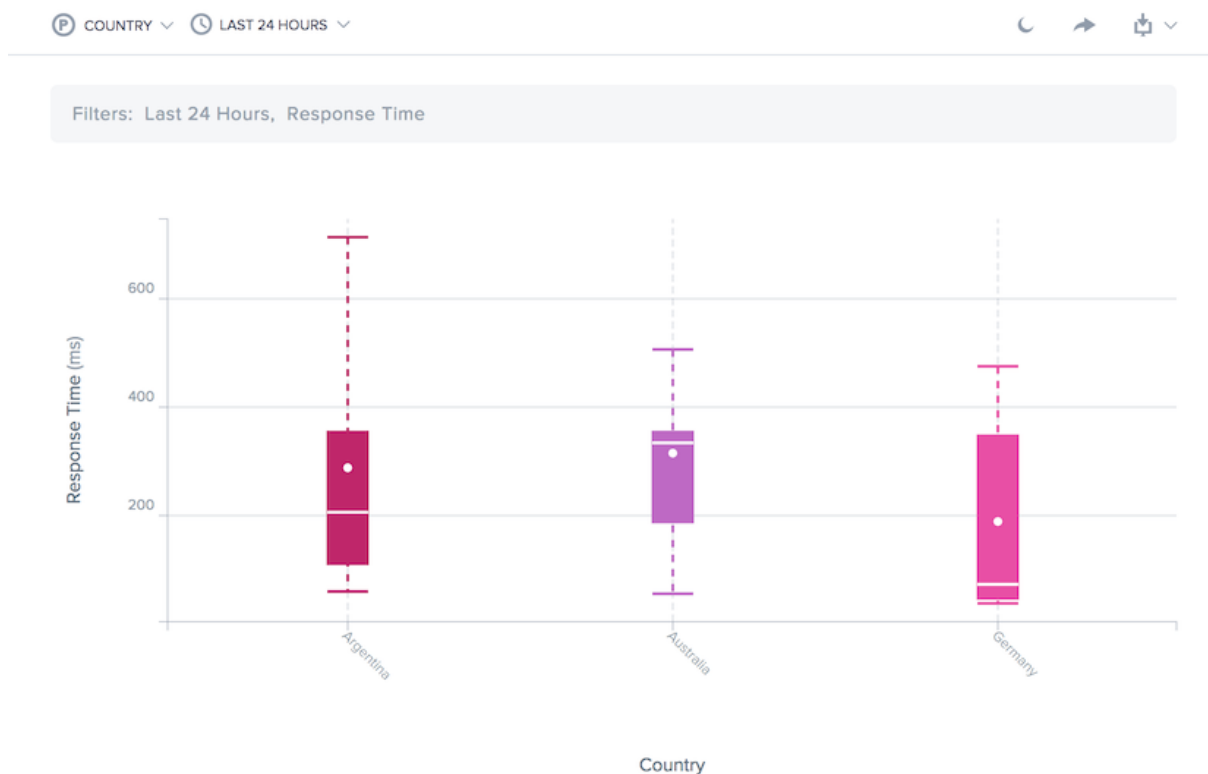 COUNTRY LAST 24 HOURS
Filters: Last 24 Hours, Response Time
Response Time (ms)
600
400
200
Argentina
Australia
Germany
Country